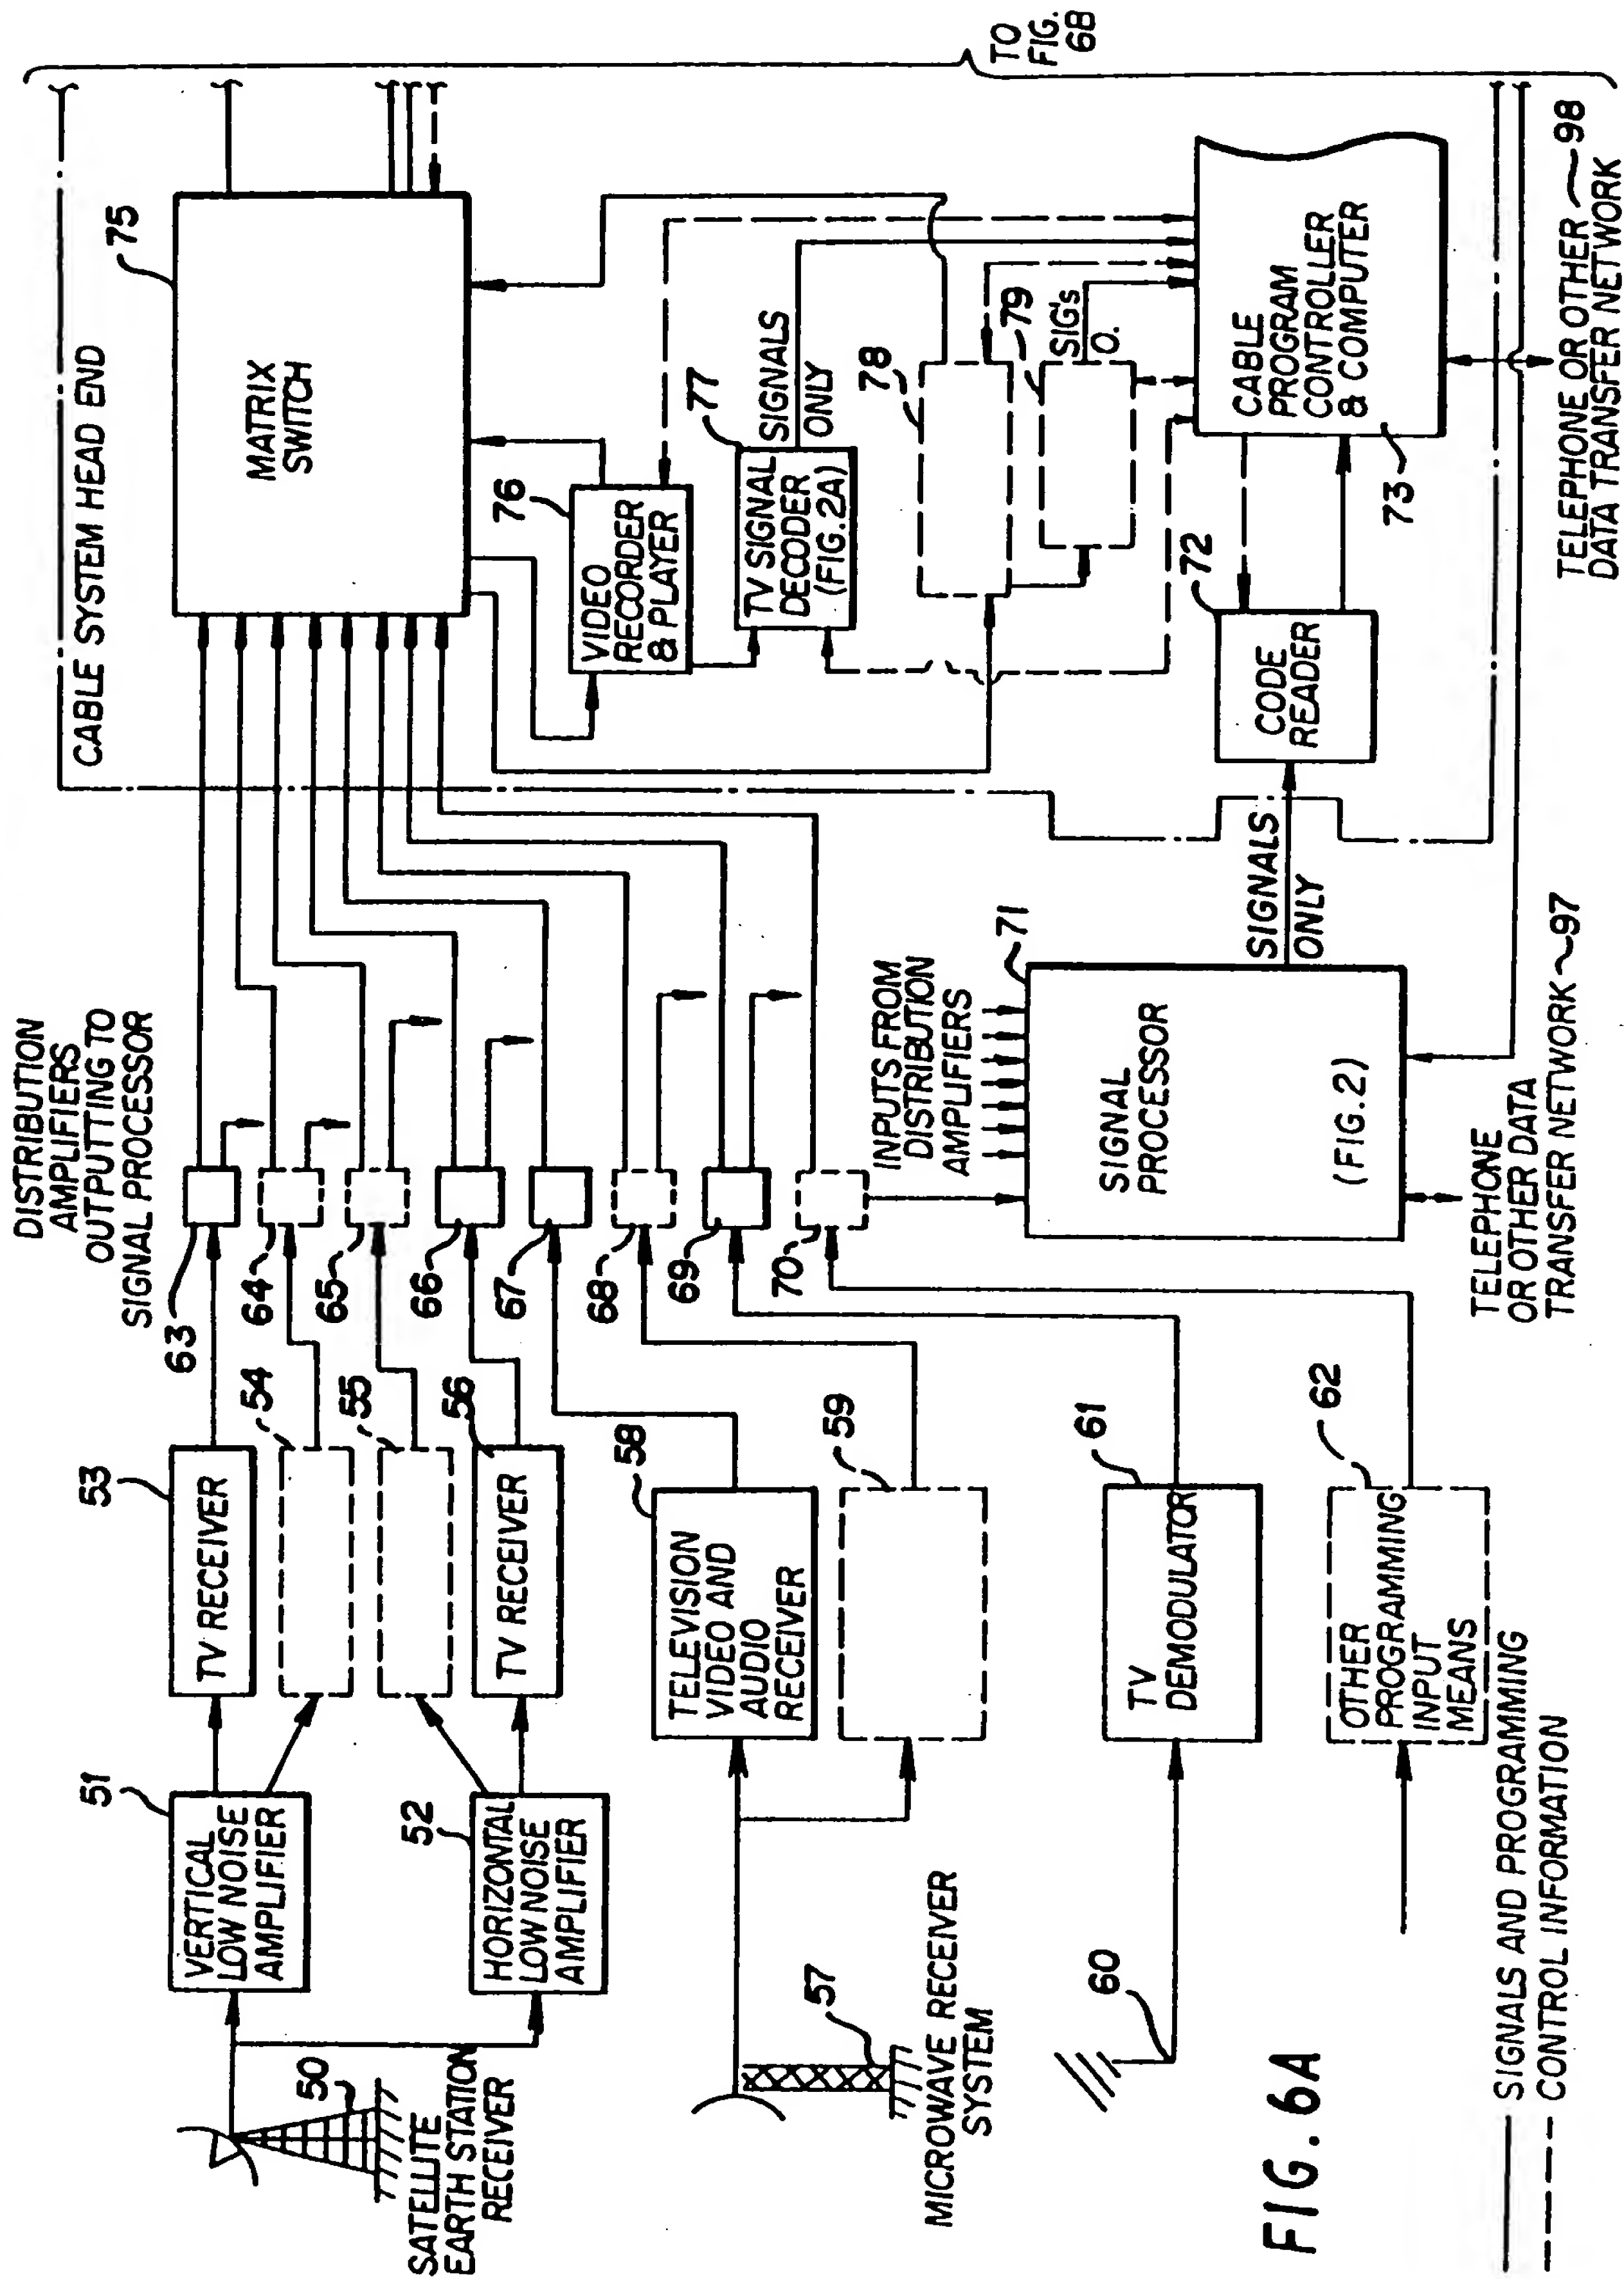 CABLE SYSTEM HEAD END
75
MATRIX
SWITCH
TO
FIG.
6B
DISTRIBUTION
AMPLIFIERS
OUTPUTTING TO
SIGNAL PROCESSOR
63
64
65
66
67
68
69
70
53
TV RECEIVER
54
55
56
TV RECEIVER
51
VERTICAL
LOW NOISE
AMPLIFIER
52
HORIZONTAL
LOW NOISE
AMPLIFIER
50
SATELLITE
EARTH STATION
RECEIVER
58
TELEVISION
VIDEO AND
AUDIO
RECEIVER
59
57
MICROWAVE RECEIVER
SYSTEM
60
61
TV
DEMODULATOR
62
OTHER
PROGRAMMING
INPUT
MEANS
76
VIDEO
RECORDER
& PLAYER
77
TV SIGNAL
DECODER
(FIG.2A)
SIGNALS
ONLY
78
79
SIG's
O.
INPUTS FROM
DISTRIBUTION
AMPLIFIERS
71
SIGNAL
PROCESSOR
(FIG.2)
SIGNALS
ONLY
72
CODE
READER
CABLE
PROGRAM
CONTROLLER
& COMPUTER
73
TELEPHONE
OR OTHER DATA
TRANSFER NETWORK 97
TELEPHONE OR OTHER 98
DATA TRANSFER NETWORK
FIG. 6A
SIGNALS AND PROGRAMMING
CONTROL INFORMATION